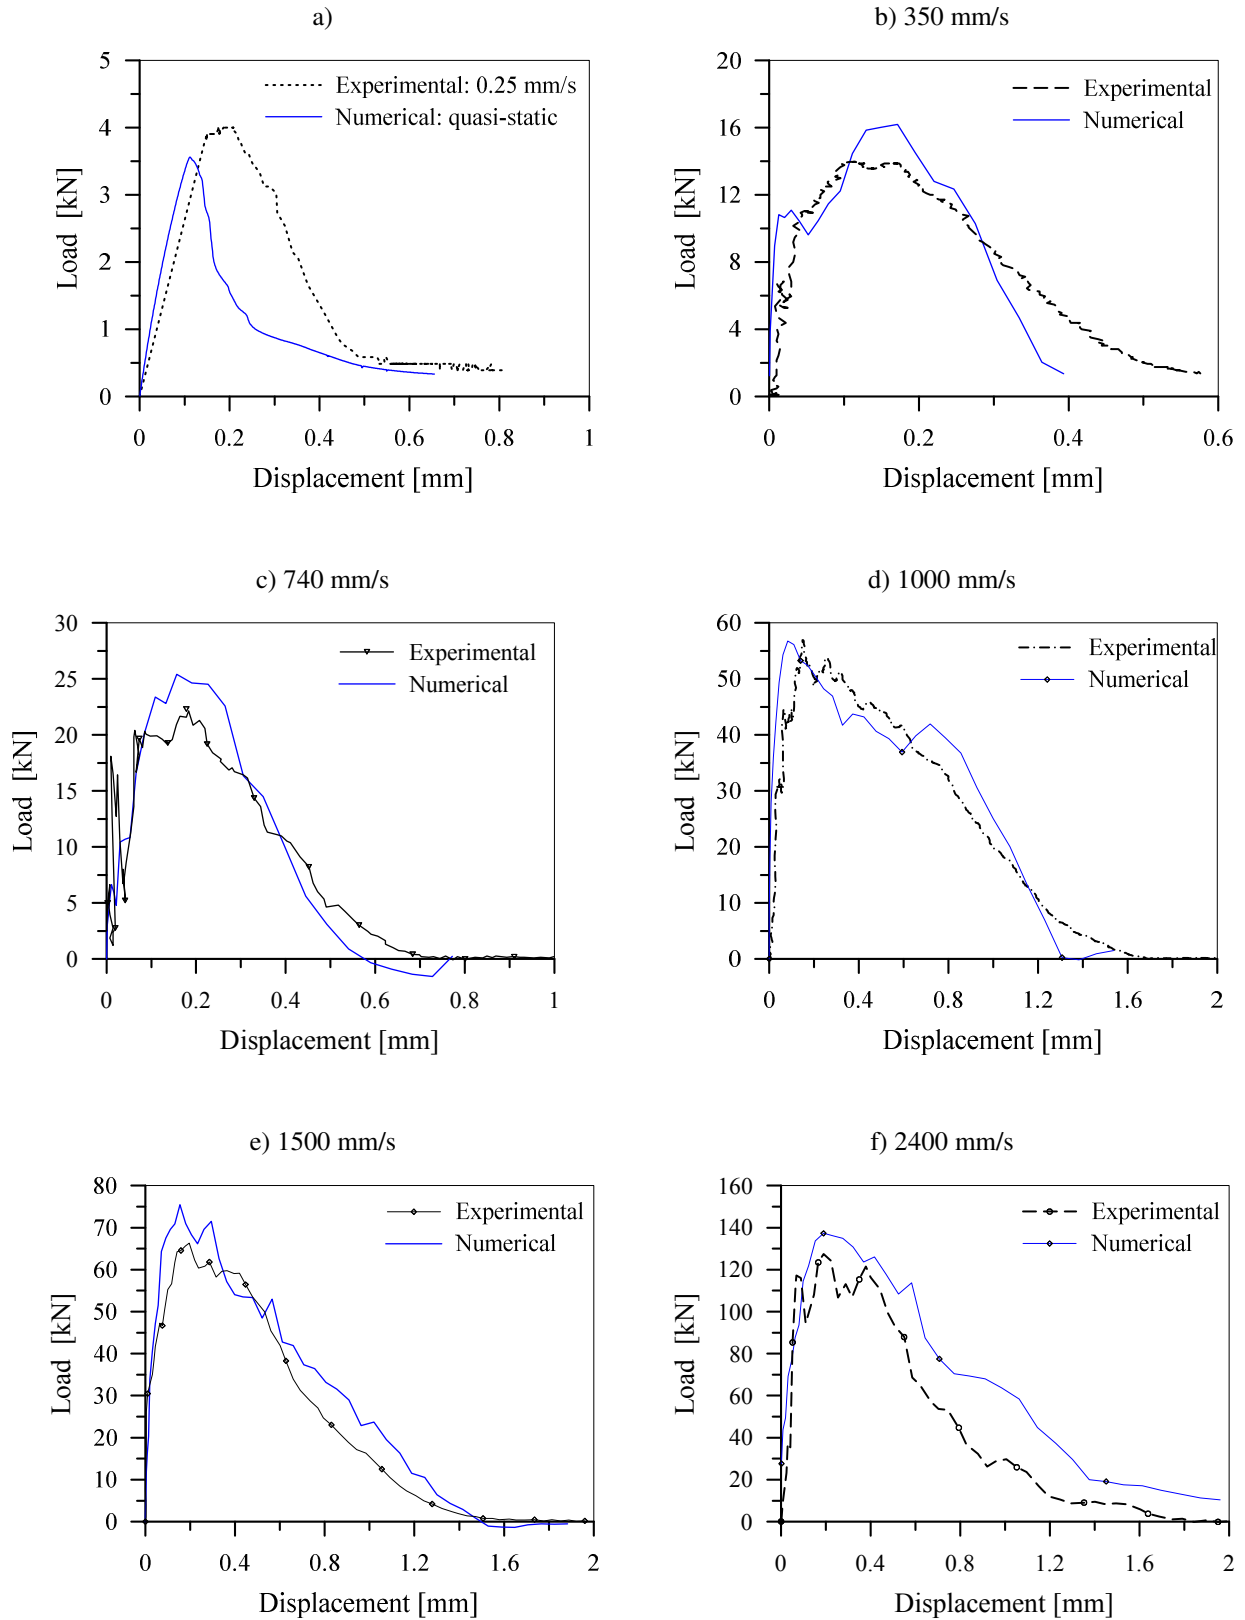 a)
5
4
3
2
1
0
Load [kN]
Experimental: 0.25 mm/s
Numerical: quasi-static
0 0.2 0.4 0.6 0.8 1
Displacement [mm]
b) 350 mm/s
20
16
12
8
4
0
Load [kN]
Experimental
Numerical
0 0.2 0.4 0.6
Displacement [mm]
c) 740 mm/s
30
25
20
15
10
5
0
Load [kN]
Experimental
Numerical
0 0.2 0.4 0.6 0.8 1
Displacement [mm]
d) 1000 mm/s
60
50
40
30
20
10
0
Load [kN]
Experimental
Numerical
0 0.4 0.8 1.2 1.6 2
Displacement [mm]
e) 1500 mm/s
80
70
60
50
40
30
20
10
0
Load [kN]
Experimental
Numerical
0 0.4 0.8 1.2 1.6 2
Displacement [mm]
f) 2400 mm/s
160
140
120
100
80
60
40
20
0
Load [kN]
Experimental
Numerical
0 0.4 0.8 1.2 1.6 2
Displacement [mm]